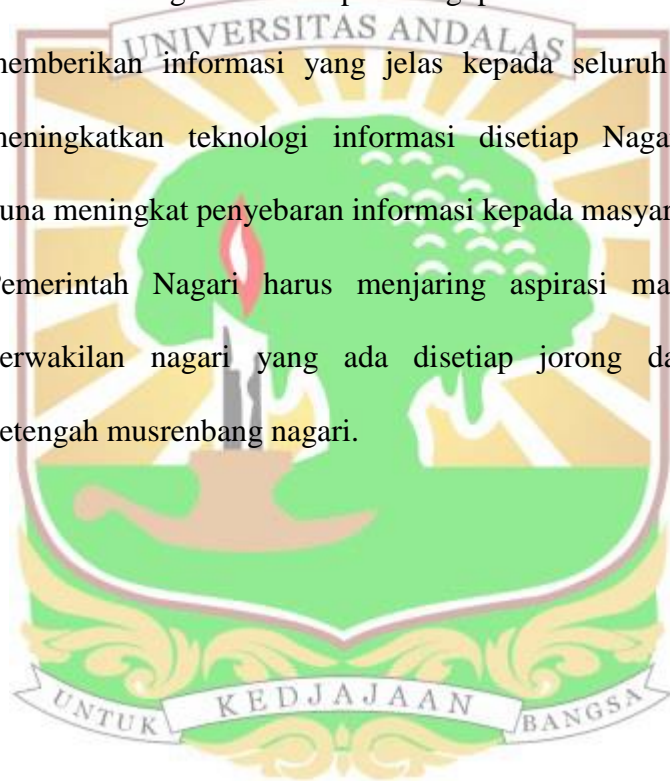 UNIVERSITAS ANDALAS
memberikan informasi yang jelas kepada seluruh
meningkatkan teknologi informasi disetiap Naga
una meningkat penyebaran informasi kepada masyar
Pemerintah Nagari harus menjaring aspirasi ma
erwakilan nagari yang ada disetiap jorong da
etengah musrenbang nagari.
UNTUK KEDJAJAAN BANGSA